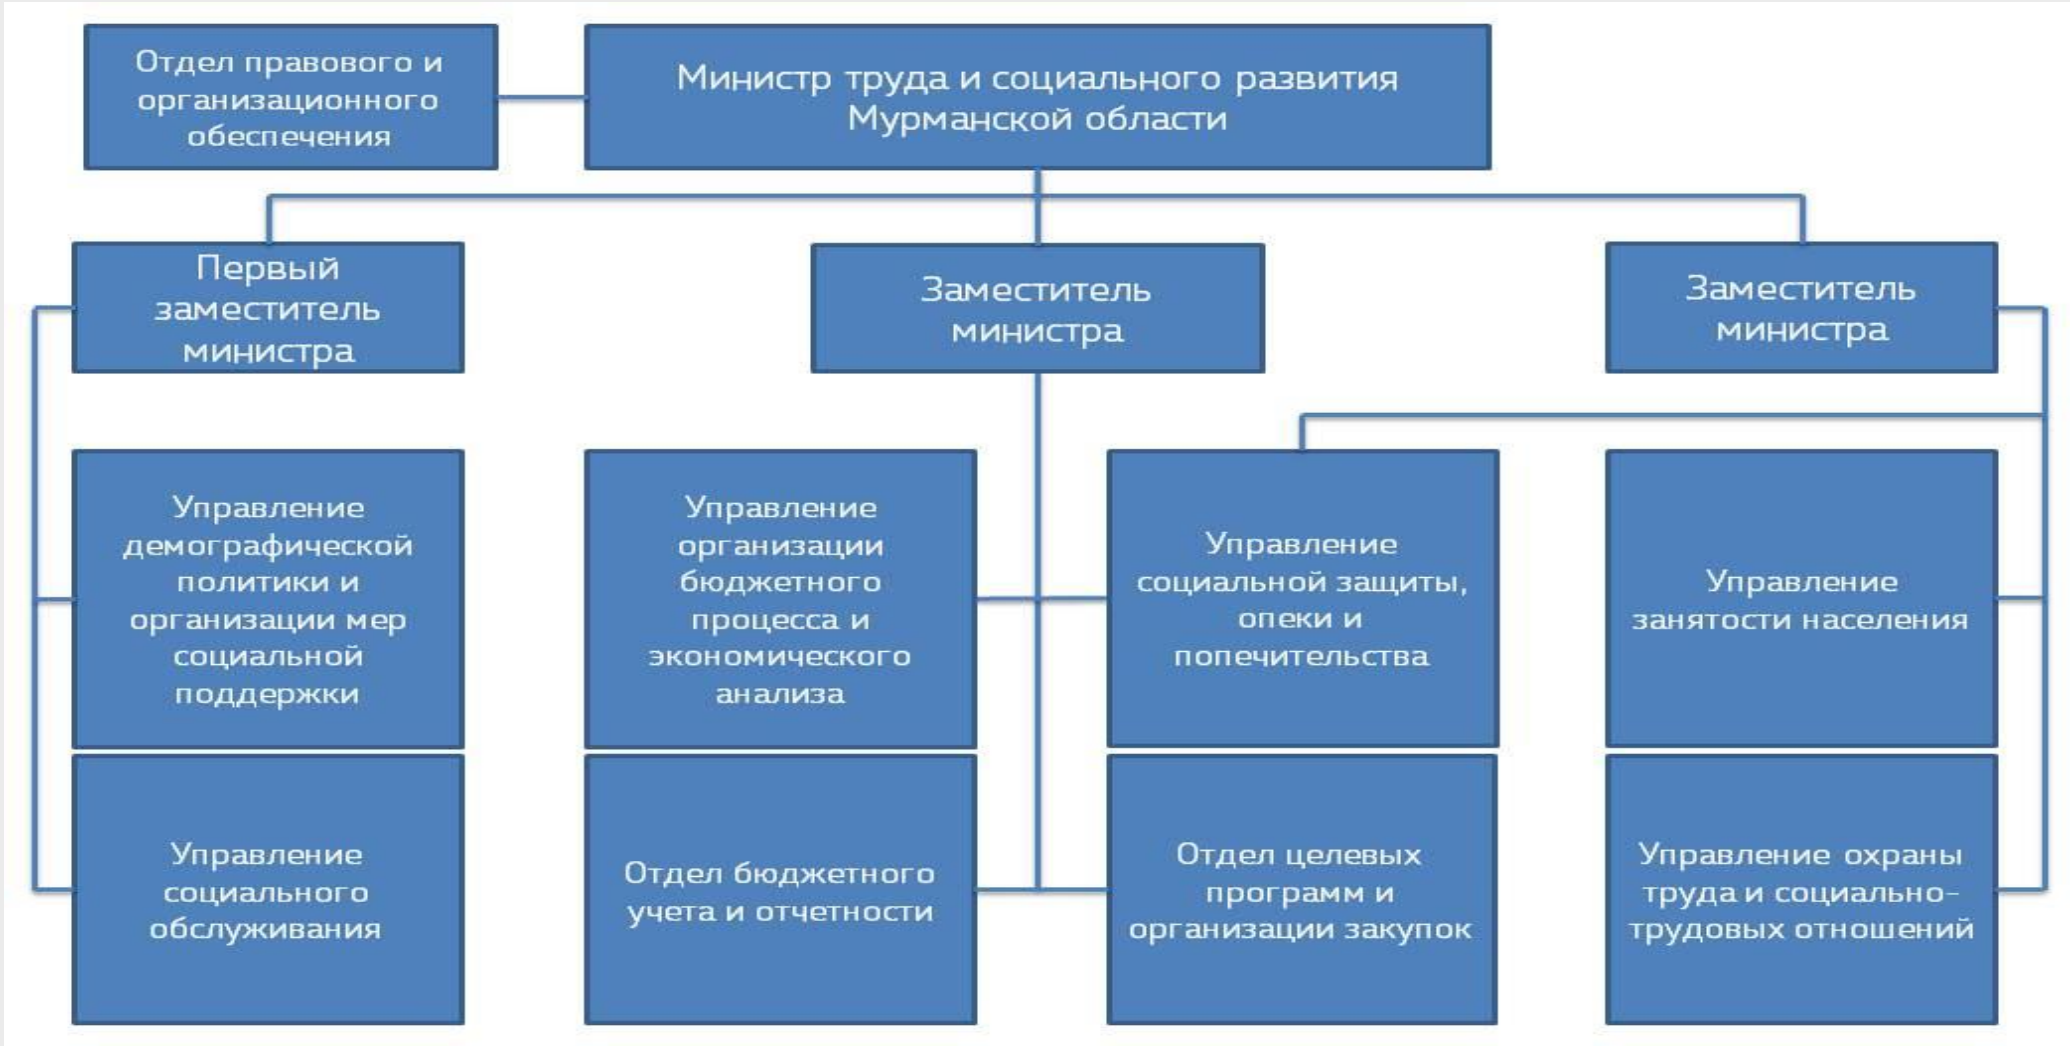 Отдел правового и
организационного
обеспечения
Министр труда и социального развития
Мурманской области
Первый
заместитель
министра
Заместитель
министра
Заместитель
министра
Управление
демографической
политики и
организации мер
социальной
поддержки
Управление
организации
бюджетного
процесса и
экономического
анализа
Управление
социальной защиты,
опеки и
попечительства
Управление
занятости населения
Управление
социального
обслуживания
Отдел бюджетного
учета и отчетности
Отдел целевых
программ и
организации закупок
Управление охраны
труда и социально-
трудовых отношений